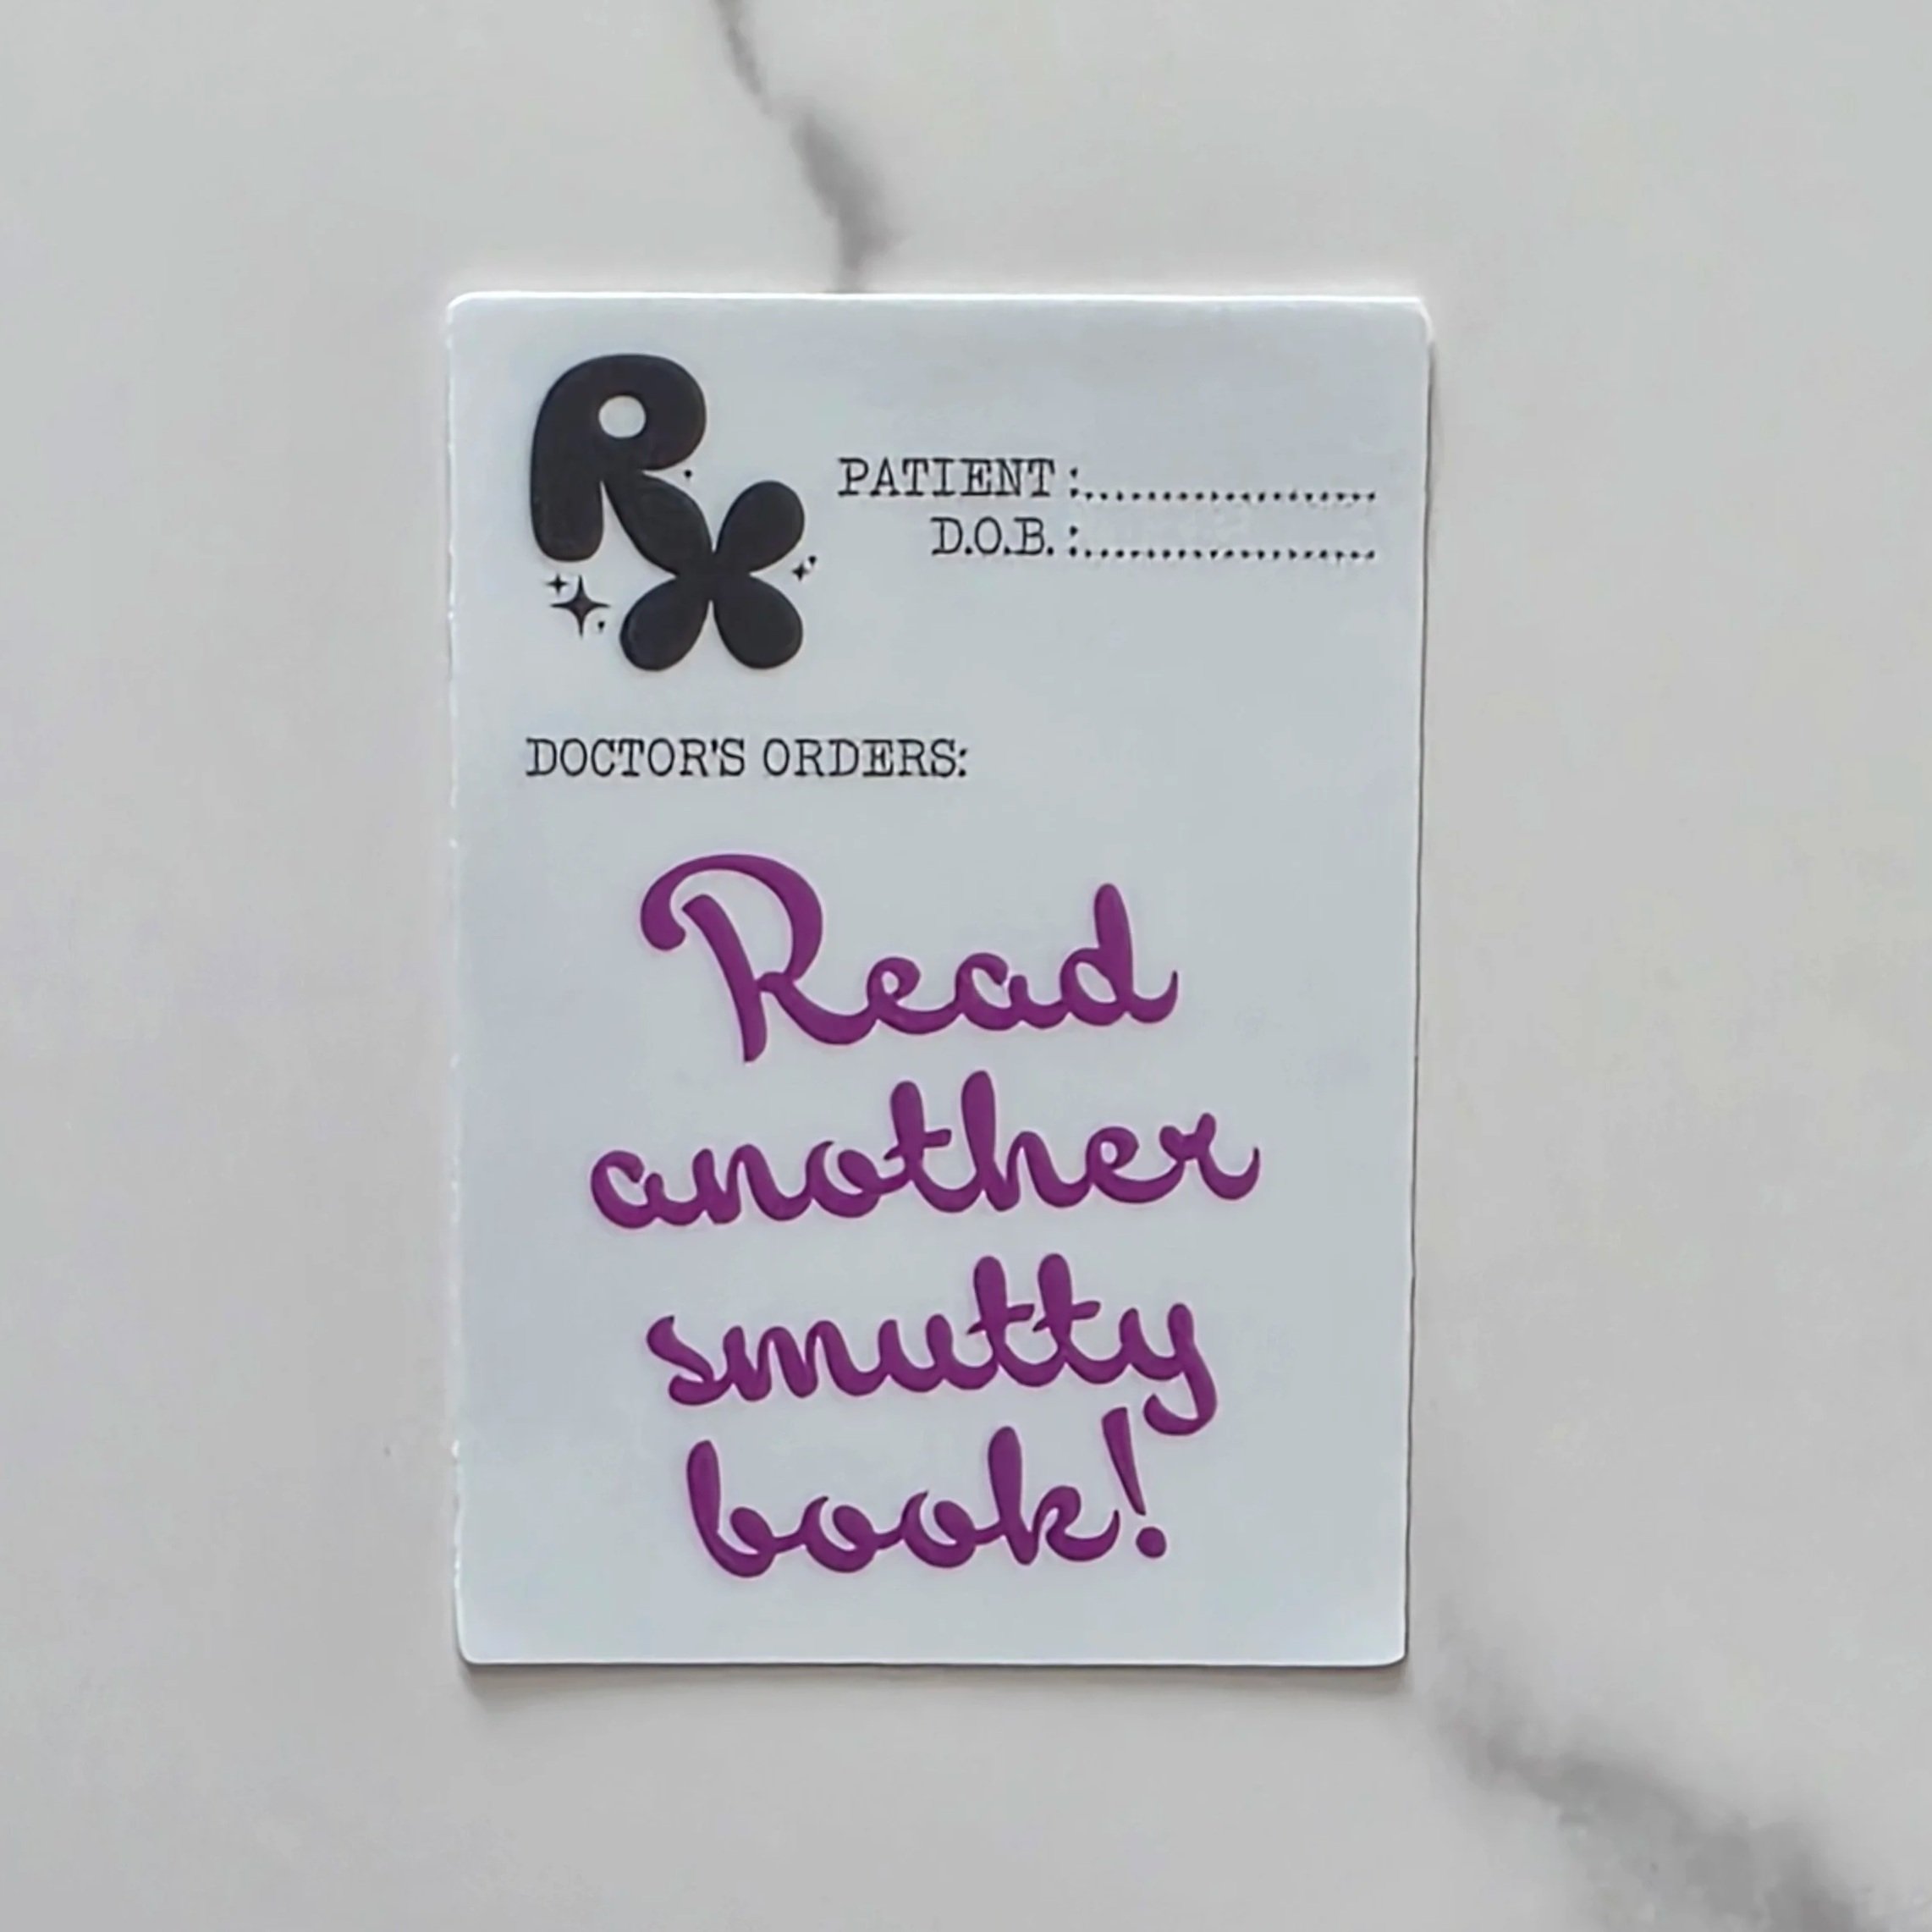 Rx
PATIENT:....................
D.O.B.:....................
DOCTOR'S ORDERS:
Read
another
smutty
book!